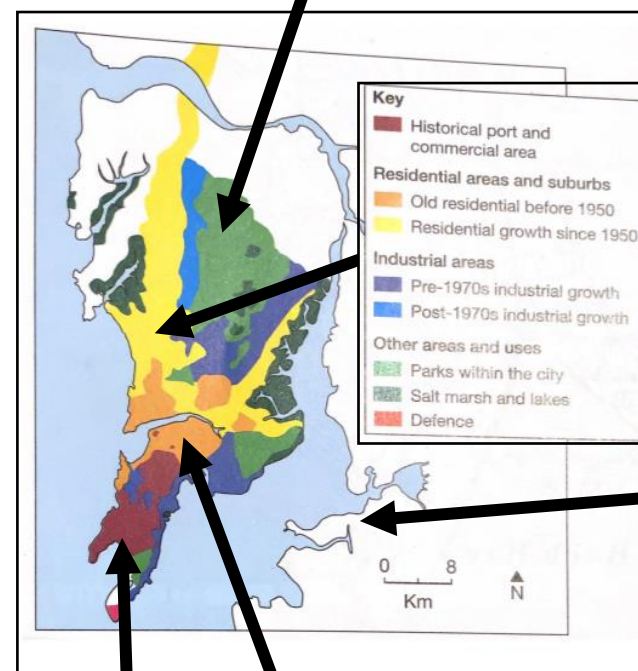 Key
Historical port and
commercial area
Residential areas and suburbs
Old residential before 1950
Residential growth since 1950
Industrial areas
Pre-1970s industrial growth
Post-1970s industrial growth
Other areas and uses
Parks within the city
Salt marsh and lakes
Defence
0 8
Km
N